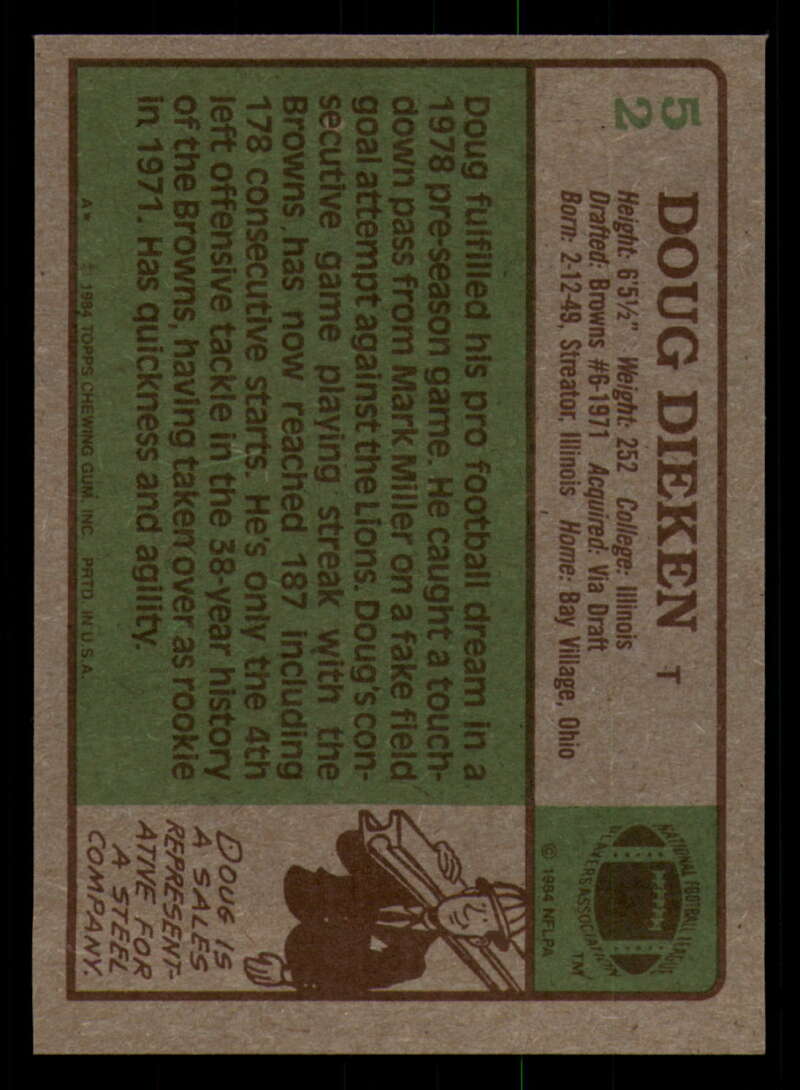 52
DOUG DIEKEN T
Height: 6'5½" Weight: 252 College: Illinois
Drafted: Browns #6-1971 Acquired: Via Draft
Born: 2-12-49, Streator, Illinois Home: Bay Village, Ohio
NATIONAL FOOTBALL LEAGUE
PLAYERS ASSOCIATION
TM
© 1984 NFLPA
Doug fulfilled his pro football dream in a
1978 pre-season game. He caught a touch-
down pass from Mark Miller on a fake field
goal attempt against the Lions. Doug's con-
secutive game playing streak with the
Browns has now reached 187 including
178 consecutive starts. He's only the 4th
left offensive tackle in the 38-year history
of the Browns, having taken over as rookie
in 1971. Has quickness and agility.
DOUG IS
A SALES
REPRESENT-
ATIVE FOR
A STEEL
COMPANY.
A* © 1984 TOPPS CHEWING GUM, INC. PRTD. IN U.S.A.